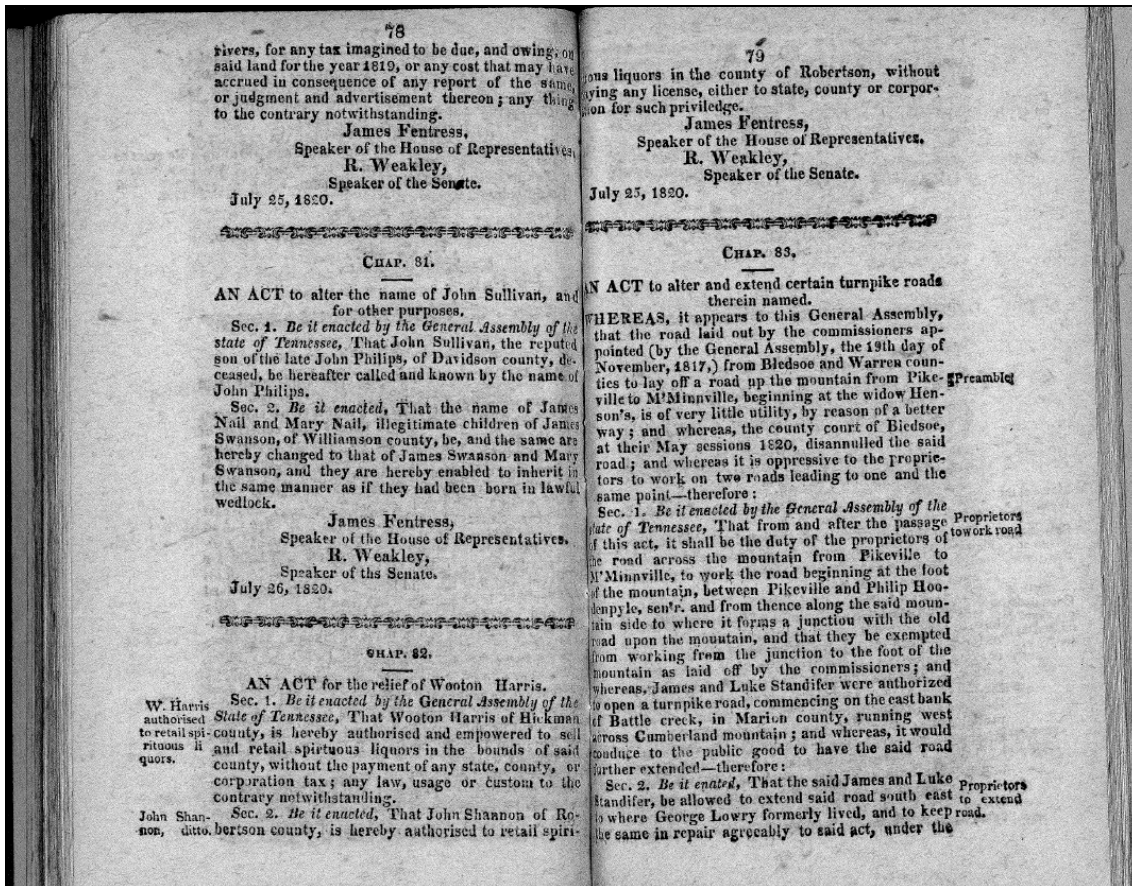 78
rivers, for any tax imagined to be due, and owing, on
said land for the year 1819, or any cost that may have
accrued in consequence of any report of the same,
or judgment and advertisement thereon; any thing
to the contrary notwithstanding.
James Fentress,
Speaker of the House of Representatives,
R. Weakley,
Speaker of the Senate.
July 25, 1820.
CHAP. 81.
AN ACT to alter the name of John Sullivan, and
for other purposes.
Sec. 1. Be it enacted by the General Assembly of the
state of Tennessee, That John Sullivan, the reputed
son of the late John Philips, of Davidson county, de-
ceased, be hereafter called and known by the name of
John Philips.
Sec. 2. Be it enacted, That the name of James
Nail and Mary Nail, illegitimate children of James
Swanson, of Williamson county, be, and the same are
hereby changed to that of James Swanson and Mary
Swanson, and they are hereby enabled to inherit in
the same manner as if they had been born in lawful
wedlock.
James Fentress,
Speaker of the House of Representatives.
R. Weakley,
Speaker of ths Senate.
July 26, 1820.
CHAP. 82.
AN ACT for the relief of Wooton Harris.
W. Harris
authorised
to retail spi-
rituous li
quors.
Sec. 1. Be it enacted by the General Assembly of the
State of Tennessee, That Wooton Harris of Hickman
county, is hereby authorised and empowered to sell
and retail spirtuous liquors in the bounds of said
county, without the payment of any state, county, or
corporation tax; any law, usage or custom to the
contrary notwithstanding.
John Shan-
non, ditto.
Sec. 2. Be it enacted, That John Shannon of Ro-
bertson county, is hereby authorised to retail spiri-
79
uous liquors in the county of Robertson, without
aying any license, either to state, county or corpor-
tion for such priviledge.
James Fentress,
Speaker of the House of Representatives.
R. Weakley,
Speaker of the Senate.
July 25, 1820.
CHAP. 83.
AN ACT to alter and extend certain turnpike roads
therein named.
WHEREAS, it appears to this General Assembly,
that the road laid out by the commissioners ap-
pointed (by the General Assembly, the 19th day of
November, 1817,) from Bledsoe and Warren coun-
ties to lay off a road up the mountain from Pike-
ville to M'Minnville, beginning at the widow Hen-
son's, is of very little utility, by reason of a better
way; and whereas, the county court of Bledsoe,
at their May sessions 1820, disannulled the said
road; and whereas it is oppressive to the proprie-
tors to work on two roads leading to one and the
same point—therefore:
Preamble
Sec. 1. Be it enacted by the General Assembly of the
state of Tennessee, That from and after the passage
of this act, it shall be the duty of the proprietors of
the road across the mountain from Pikeville to
M'Minnville, to work the road beginning at the foot
of the mountain, between Pikeville and Philip Hoo-
denpyle, sen'r. and from thence along the said moun-
tain side to where it forms a junction with the old
road upon the mountain, and that they be exempted
from working from the junction to the foot of the
mountain as laid off by the commissioners; and
whereas, James and Luke Standifer were authorized
to open a turnpike road, commencing on the east bank
of Battle creek, in Marion county, running west
across Cumberland mountain; and whereas, it would
conduce to the public good to have the said road
further extended—therefore:
Proprietors
to work road
Sec. 2. Be it enated, That the said James and Luke
Standifer, be allowed to extend said road south east
to where George Lowry formerly lived, and to keep
the same in repair agreeably to said act, under the
Proprietors
to extend
road.